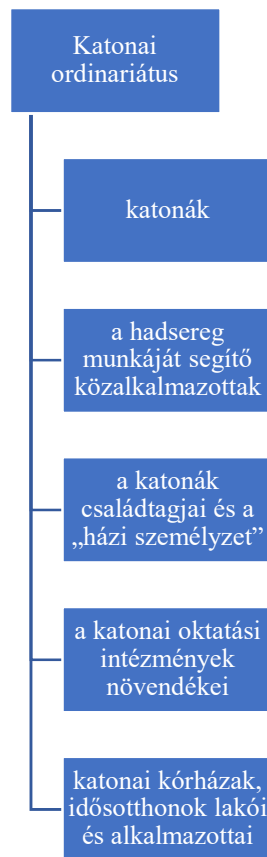 Katonai
ordinariátus
katonák
a hadsereg
munkáját segítő
közalkalmazottak
a katonák
családtagjai és a
„házi személyzet”
a katonai oktatási
intézmények
növendékei
katonai kórházak,
idősotthonok lakói
és alkalmazottai